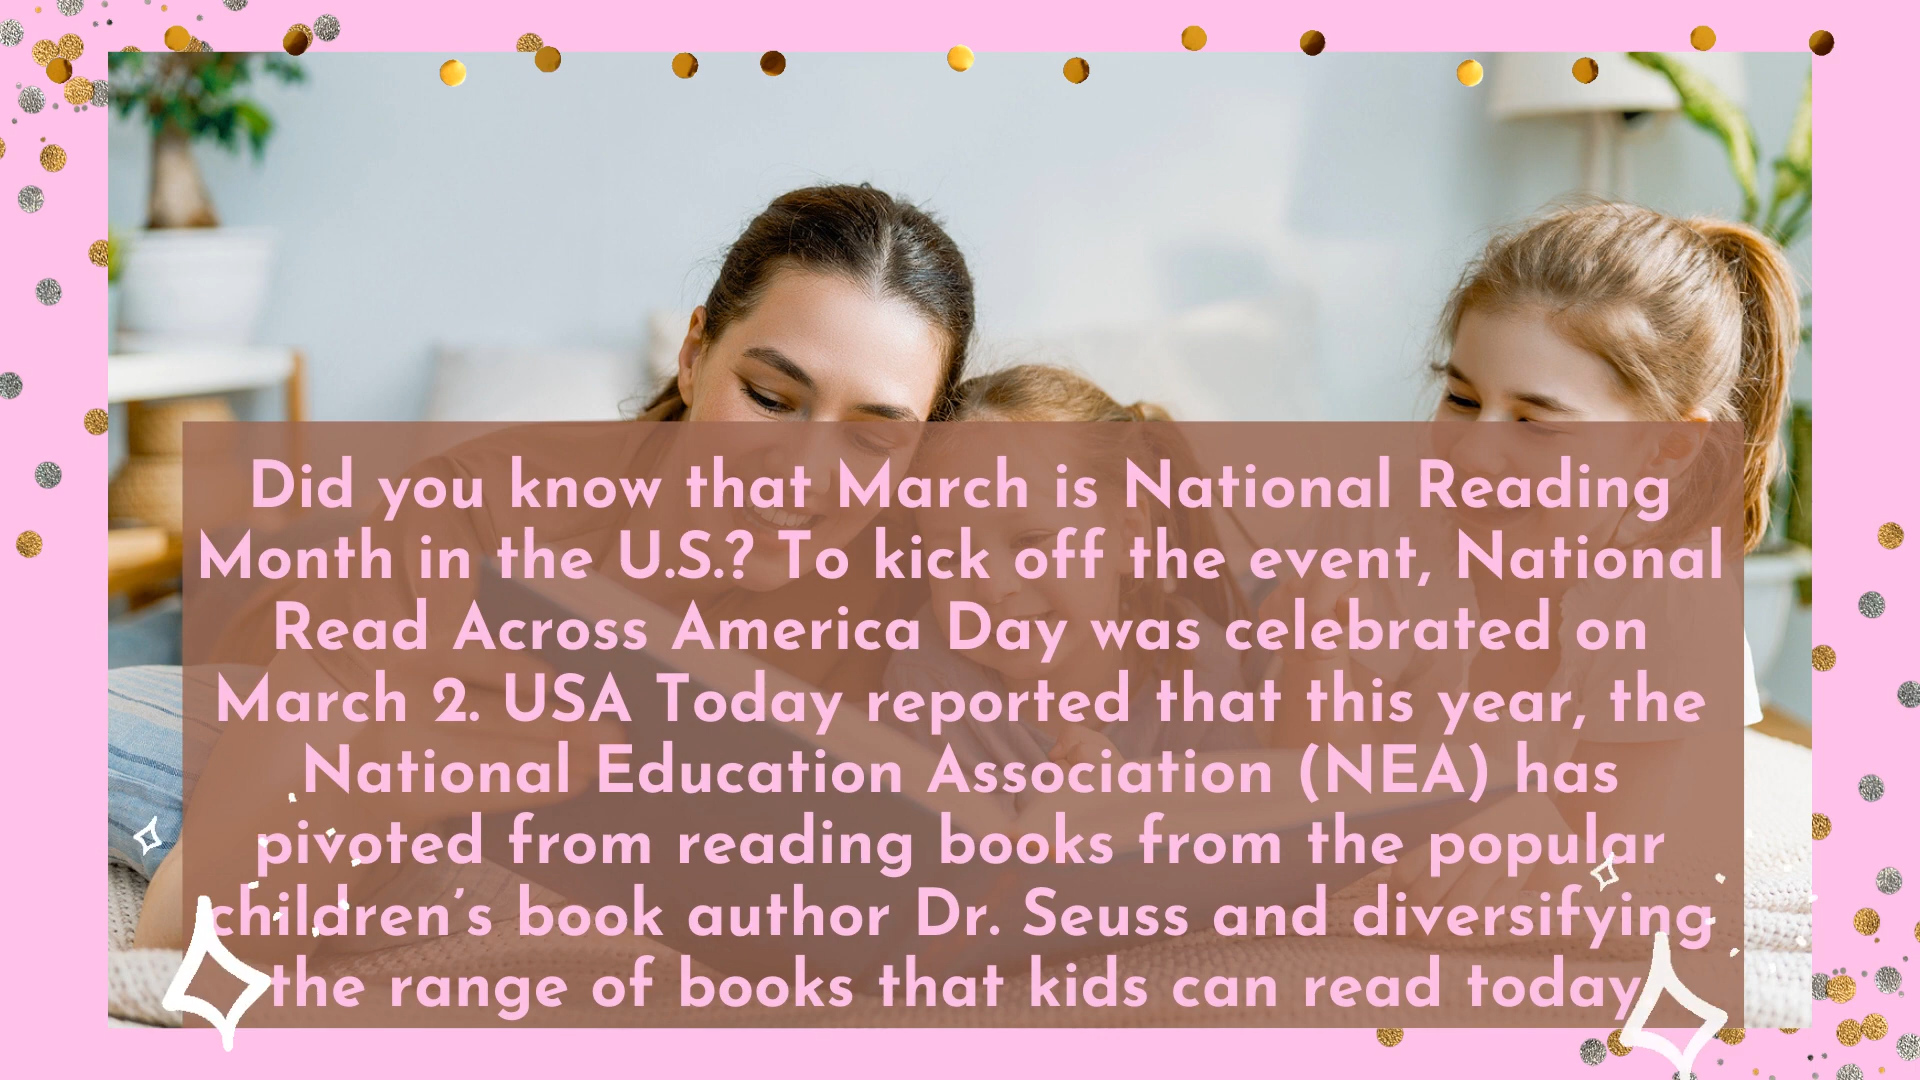 Did you know that March is National Reading
Month in the U.S.? To kick off the event, National
Read Across America Day was celebrated on
March 2. USA Today reported that this year, the
National Education Association (NEA) has
pivoted from reading books from the popular
children’s book author Dr. Seuss and diversifying
the range of books that kids can read today